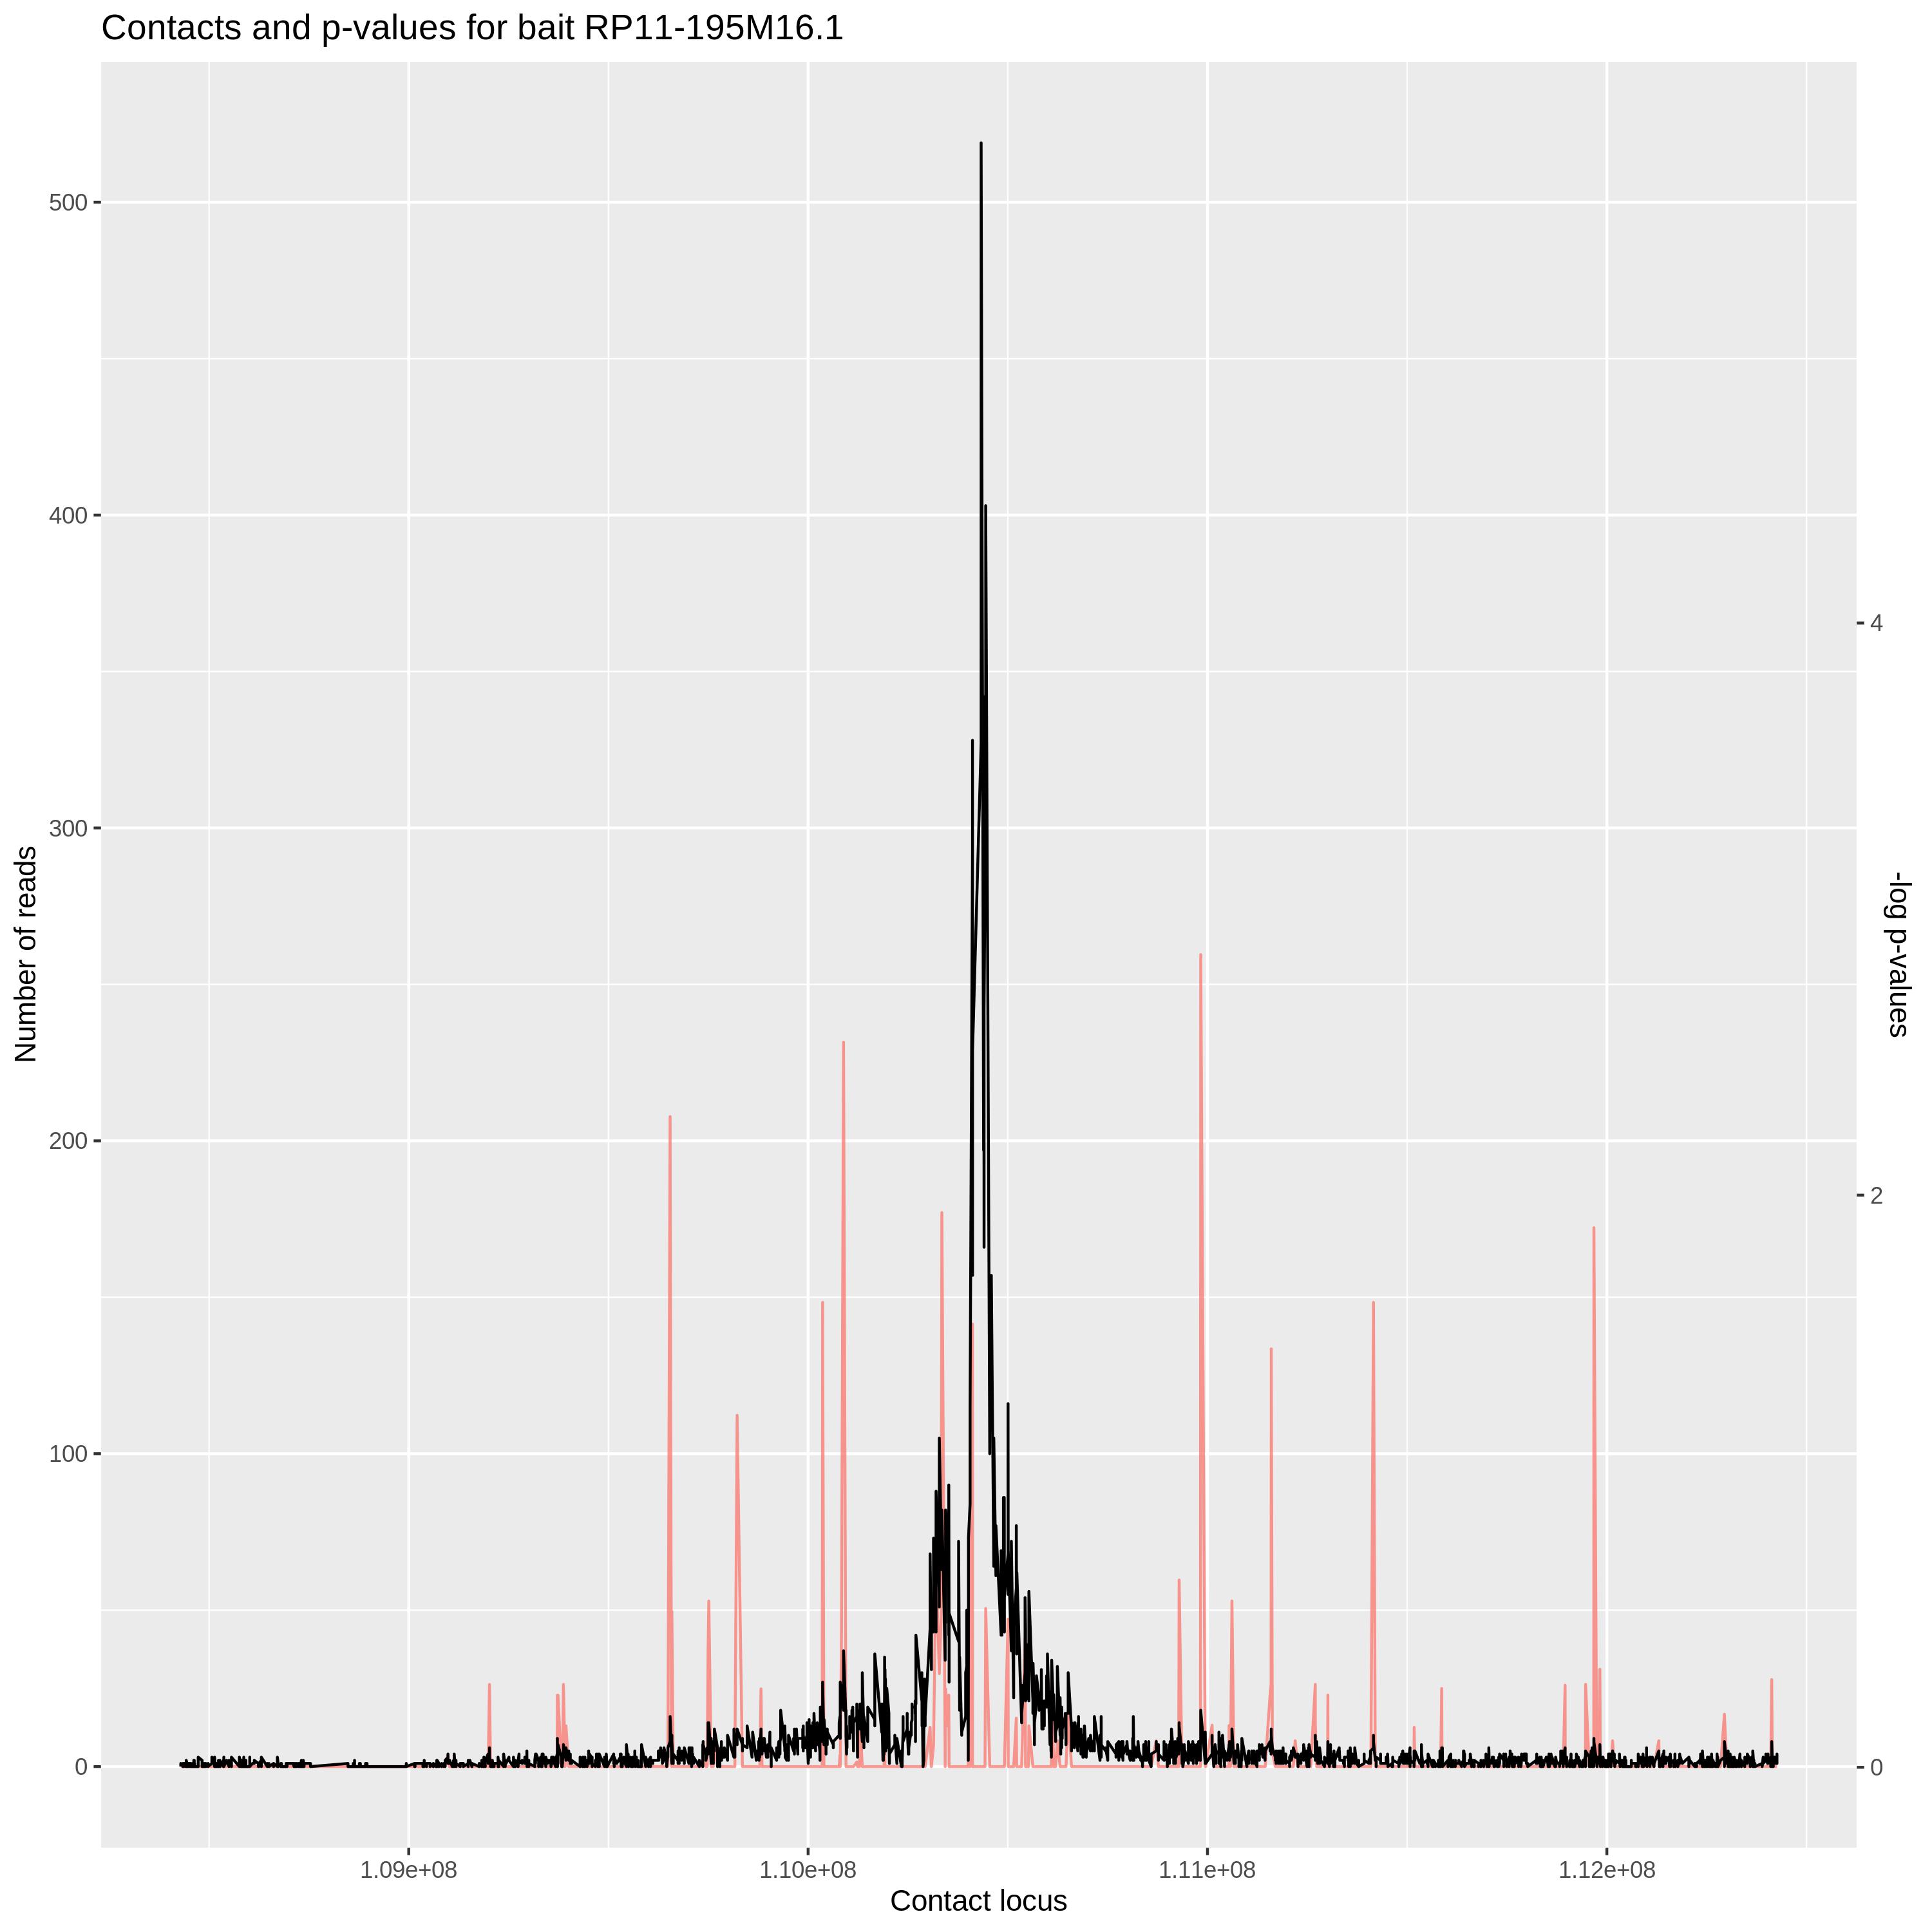 Contacts and p-values for bait RP11-195M16.1
500
400
300
200
100
0
Number of reads
4
2
0
-log p-values
1.09e+08
1.10e+08
1.11e+08
1.12e+08
Contact locus